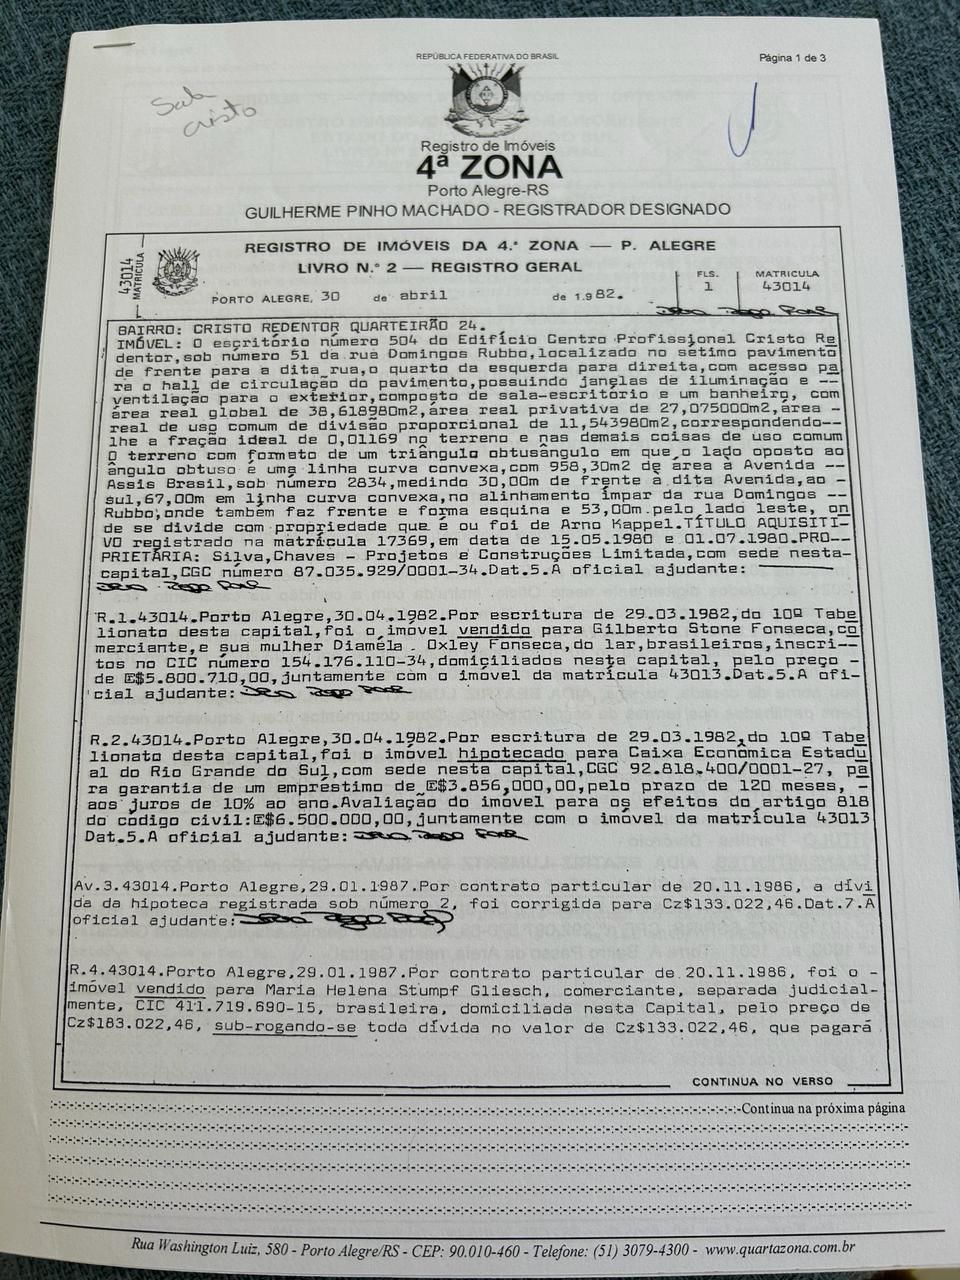 REPÚBLICA FEDERATIVA DO BRASIL
Página 1 de 3
Sala
cristo
Registro de Imóveis
4ª ZONA
Porto Alegre-RS
GUILHERME PINHO MACHADO - REGISTRADOR DESIGNADO
43014
MATRÍCULA
REGISTRO DE IMÓVEIS DA 4.ª ZONA — P. ALEGRE
LIVRO N.º 2 — REGISTRO GERAL
PORTO ALEGRE, 30 de abril de 1.982.
FLS.
1
MATRICULA
43014
BAIRRO: CRISTO REDENTOR QUARTEIRÃO 24.
IMÓVEL: O escritório número 504 do Edifício Centro Profissional Cristo Re
dentor,sob número 51 da rua Domingos Rubbo,localizado no sétimo pavimento
de frente para a dita rua,o quarto da esquerda para direita,com acesso pa
ra o hall de circulação do pavimento,possuindo janelas de iluminação e --
ventilação para o exterior,composto de sala-escritório e um banheiro, com
área real global de 38,618980m2,área real privativa de 27,075000m2,área -
real de uso comum de divisão proporcional de 11,543980m2,correspondendo--
lhe a fração ideal de 0,01169 no terreno e nas demais coisas de uso comum
O terreno com formato de um triângulo obtusângulo em que o lado oposto ao
ângulo obtuso é uma linha curva convexa,com 958,30m2 de área à Avenida --
Assis Brasil,sob número 2834,medindo 30,00m de frente à dita Avenida,ao -
sul,67,00m em linha curva convexa,no alinhamento ímpar da rua Domingos --
Rubbo,onde também faz frente e forma esquina e 53,00m pelo lado leste, on
de se divide com propriedade que é ou foi de Arno Kappel.TÍTULO AQUISITI-
VO registrado na matrícula 17369,em data de 15.05.1980 e 01.07.1980.PRO--
PRIETÁRIA: Silva,Chaves - Projetos e Construções Limitada,com sede nesta-
capital,CGC número 87.035.929/0001-34.Dat.5.A oficial ajudante:
R.1.43014.Porto Alegre,30.04.1982.Por escritura de 29.03.1982,do 10º Tabe
lionato desta capital,foi o imóvel vendido para Gilberto Stone Fonseca,co
merciante,e sua mulher Diaméla Oxley Fonseca,do lar,brasileiros,inscri-
tos no CIC número 154.176.110-34,domiciliados nesta capital, pelo preço -
de ₢$5.800.710,00,juntamente com o imóvel da matrícula 43013.Dat.5.A ofi-
cial ajudante:
R.2.43014.Porto Alegre,30.04.1982.Por escritura de 29.03.1982,do 10º Tabe
lionato desta capital,foi o imóvel hipotecado para Caixa Econômica Estadu
al do Rio Grande do Sul,com sede nesta capital,CGC 92.818.400/0001-27, pa
ra garantia de um empréstimo de ₢$3.856,000,00,pelo prazo de 120 meses, -
aos juros de 10% ao ano.Avaliação do imóvel para os efeitos do artigo 818
do código civil:₢$6.500.000,00,juntamente com o imóvel da matrícula 43013
Dat.5.A oficial ajudante:
Av.3.43014.Porto Alegre,29.01.1987.Por contrato particular de 20.11.1986, a dívi
da da hipoteca registrada sob número 2, foi corrigida para Cz$133.022,46.Dat.7.A
oficial ajudante:
R.4.43014.Porto Alegre,29.01.1987.Por contrato particular de 20.11.1986, foi o -
imóvel vendido para Maria Helena Stumpf Gliesch, comerciante, separada judicial-
mente, CIC 411.719.690-15, brasileira, domiciliada nesta Capital, pelo preço de
Cz$183.022,46, sub-rogando-se toda dívida no valor de Cz$133.022,46, que pagará
CONTINUA NO VERSO
Continua na próxima página
Rua Washington Luiz, 580 - Porto Alegre/RS - CEP: 90.010-460 - Telefone: (51) 3079-4300 - www.quartazona.com.br